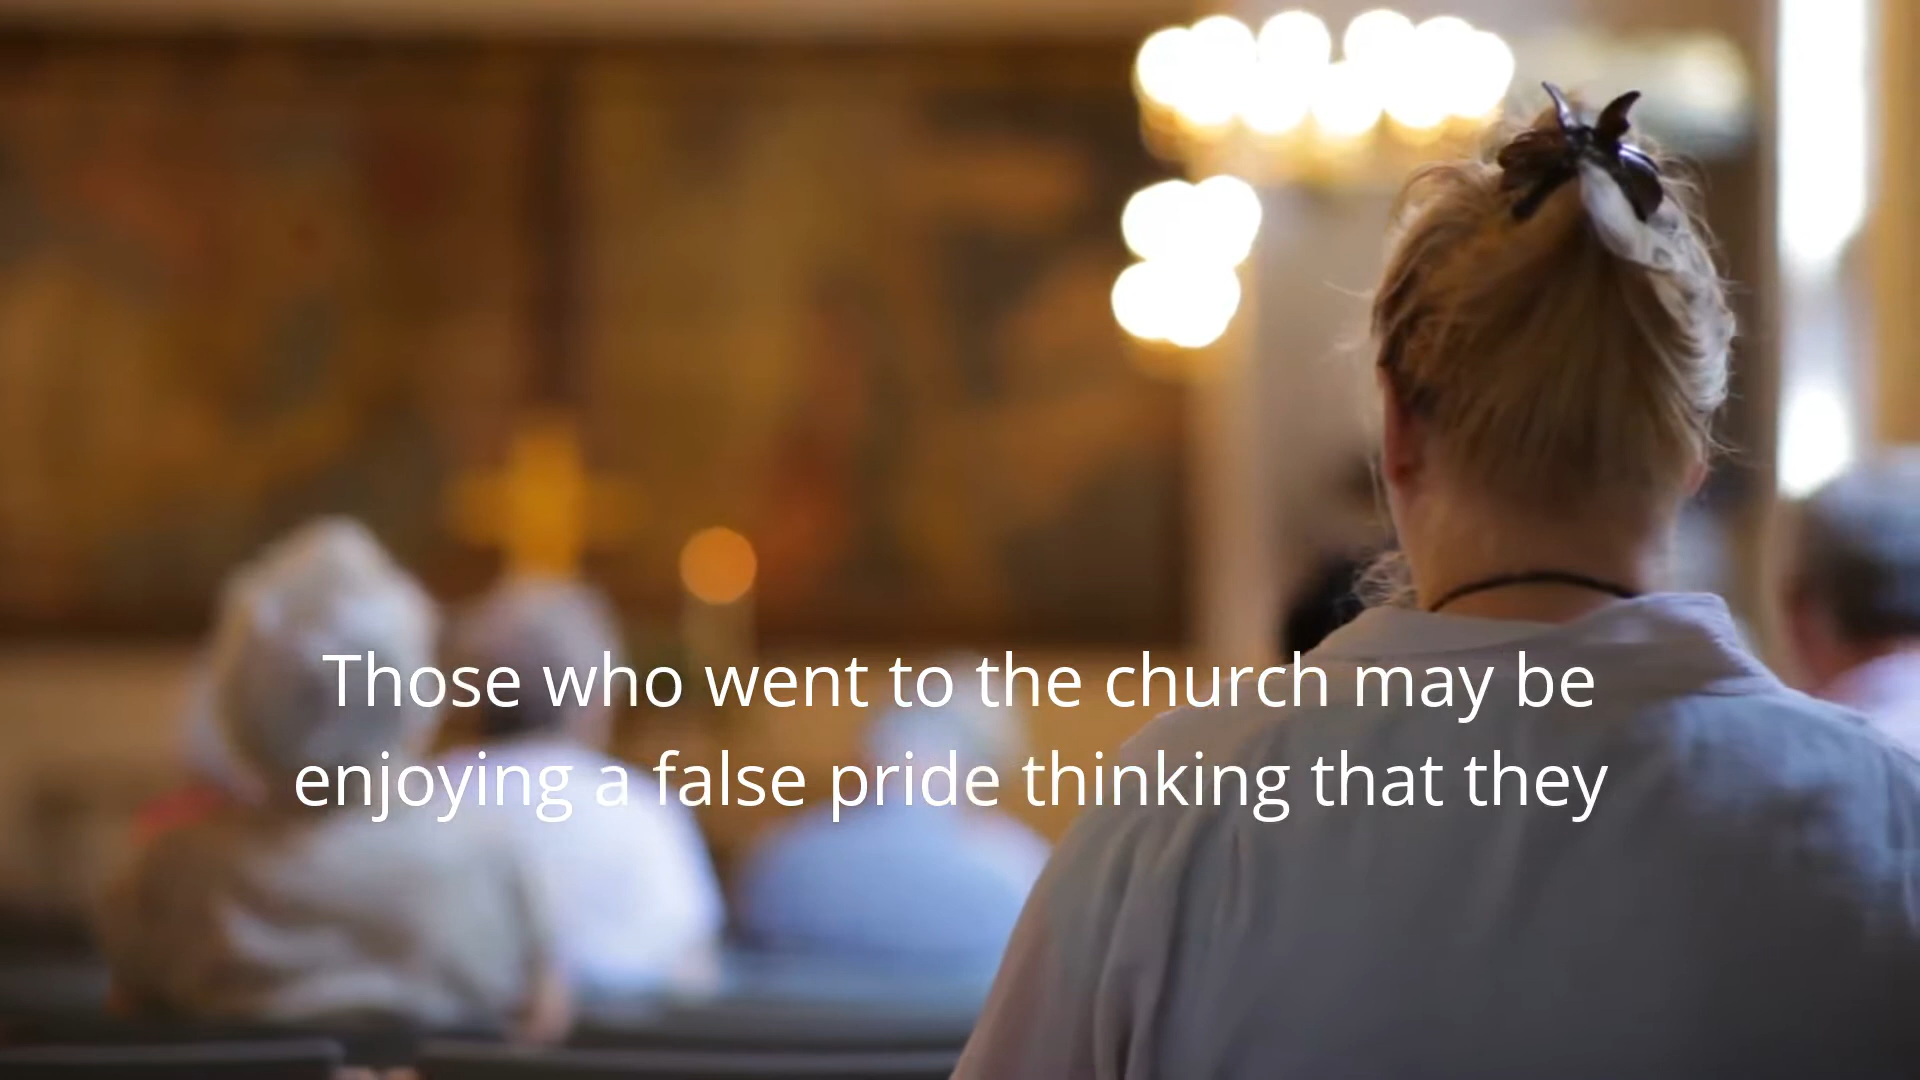 Those who went to the church may be
enjoying a false pride thinking that they